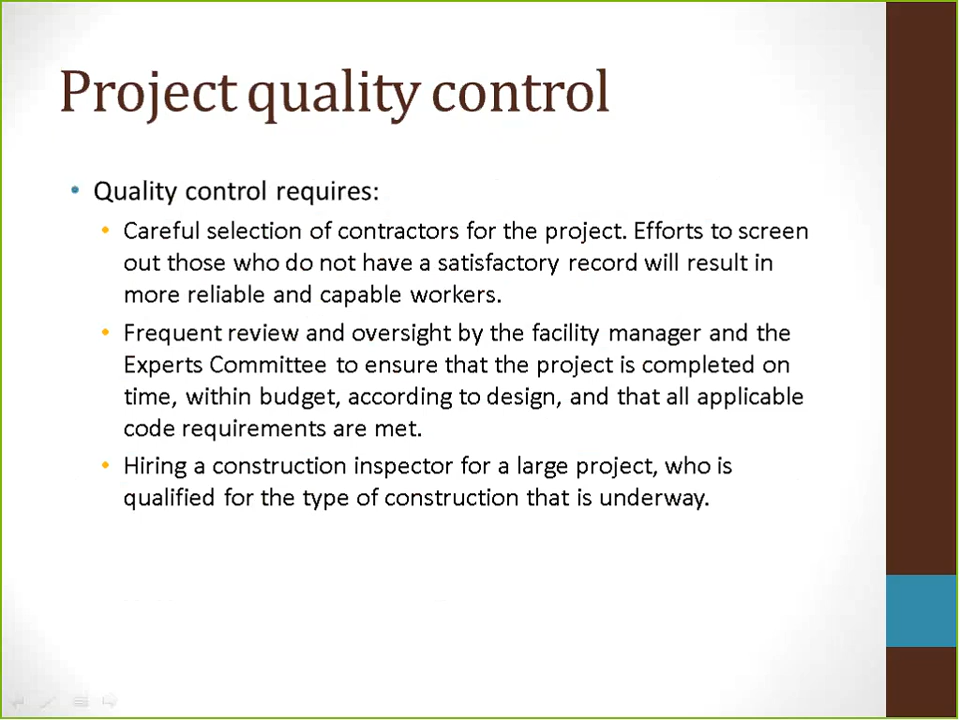 Project quality control
• Quality control requires:
• Careful selection of contractors for the project. Efforts to screen
out those who do not have a satisfactory record will result in
more reliable and capable workers.
• Frequent review and oversight by the facility manager and the
Experts Committee to ensure that the project is completed on
time, within budget, according to design, and that all applicable
code requirements are met.
• Hiring a construction inspector for a large project, who is
qualified for the type of construction that is underway.